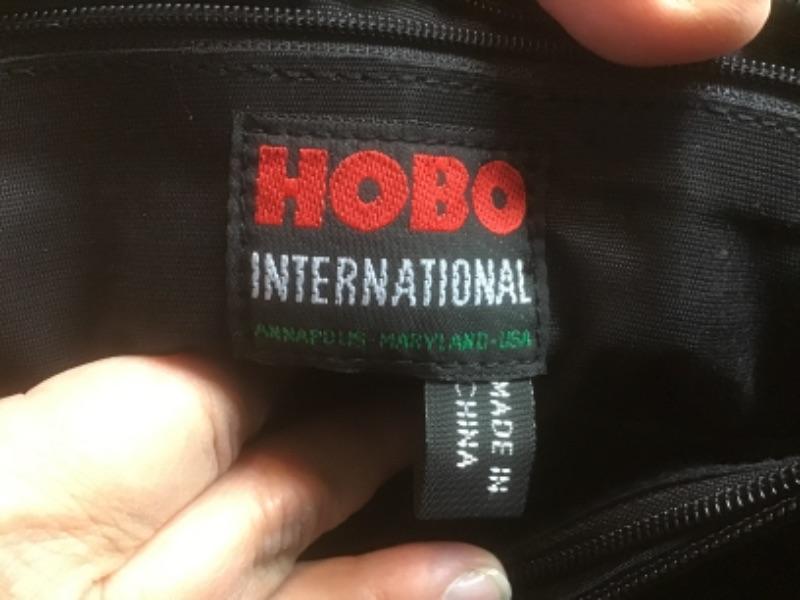 HOBO
INTERNATIONAL
ANNAPOLIS MARYLAND-USA
MADE IN
CHINA